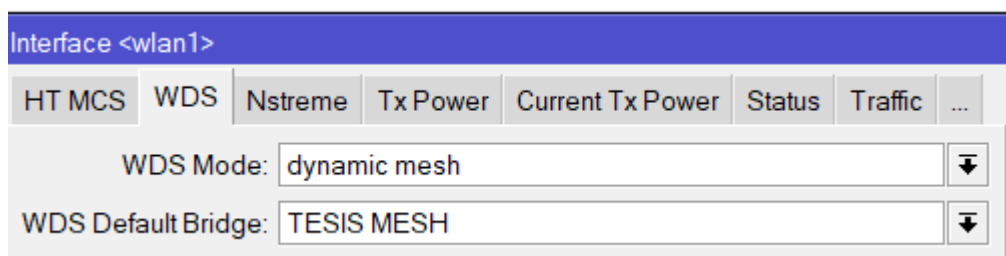 Interface <wlan1>
HT MCS WDS Nstreme Tx Power Current Tx Power Status Traffic ...
WDS Mode: dynamic mesh
WDS Default Bridge: TESIS MESH